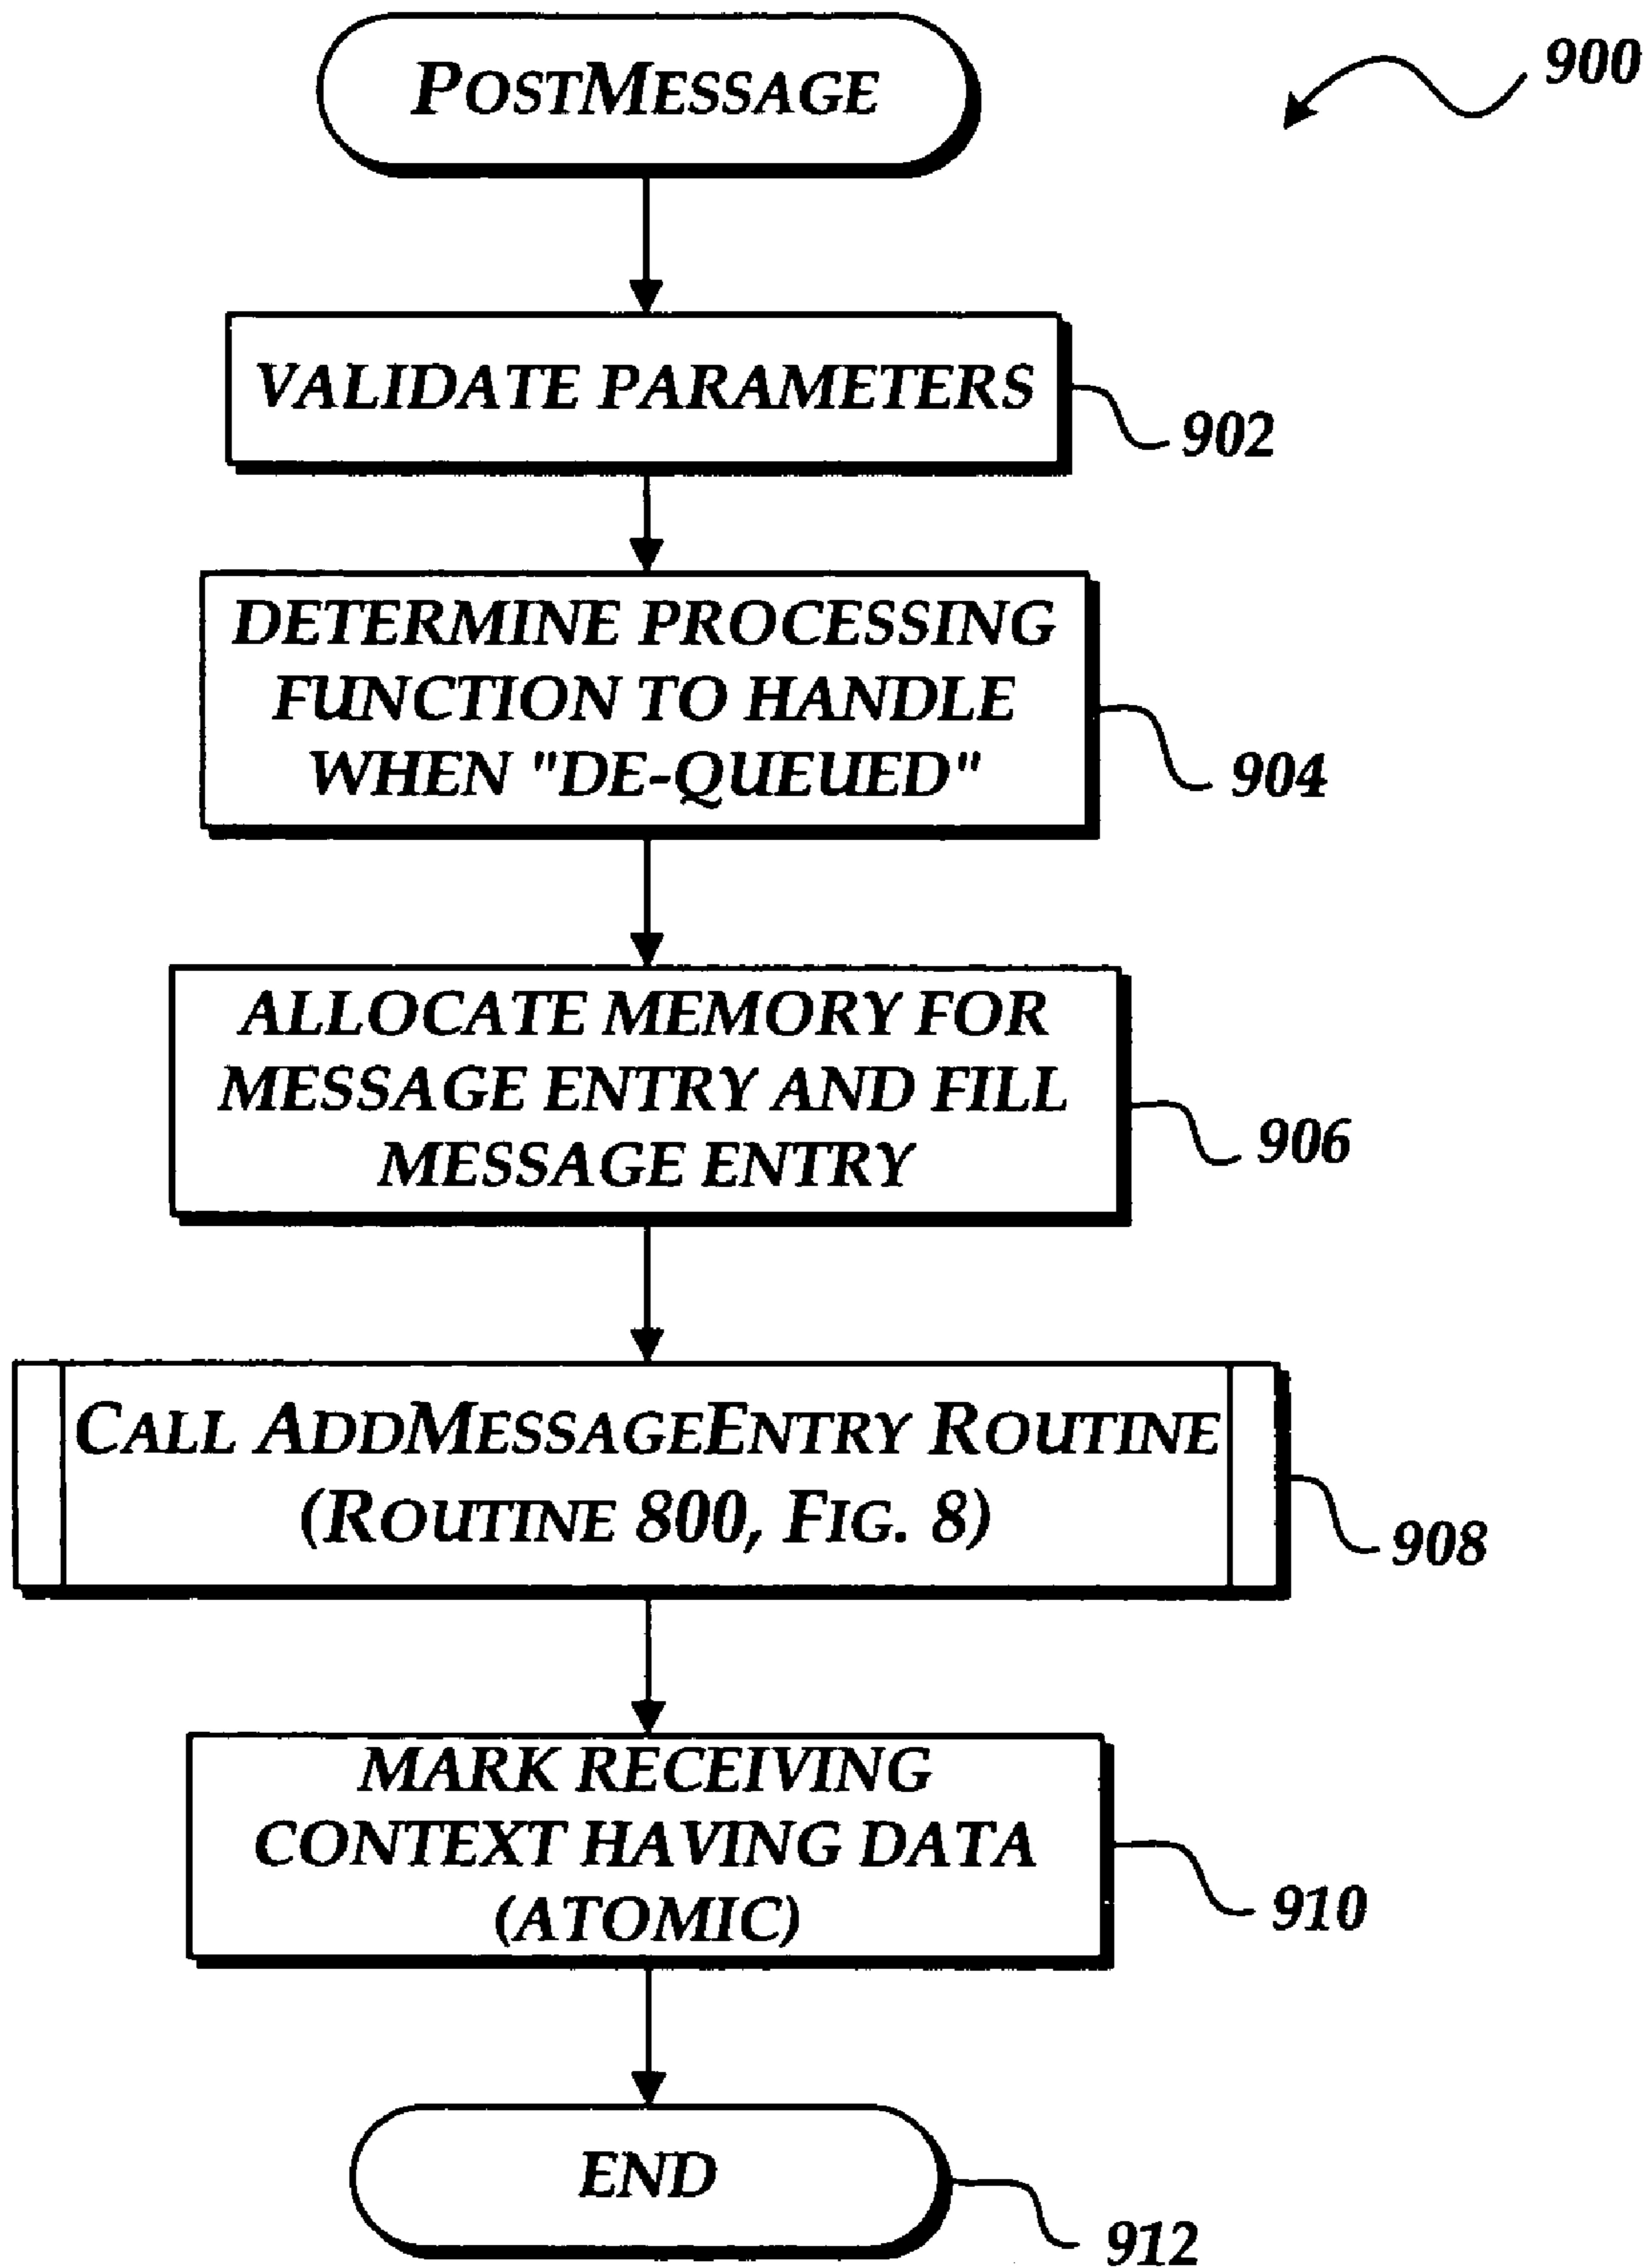 POSTMESSAGE
900
VALIDATE PARAMETERS
902
DETERMINE PROCESSING
FUNCTION TO HANDLE
WHEN "DE-QUEUED"
904
ALLOCATE MEMORY FOR
MESSAGE ENTRY AND FILL
MESSAGE ENTRY
906
CALL ADDMESSAGEENTRY ROUTINE
(ROUTINE 800, FIG. 8)
908
MARK RECEIVING
CONTEXT HAVING DATA
(ATOMIC)
910
END
912